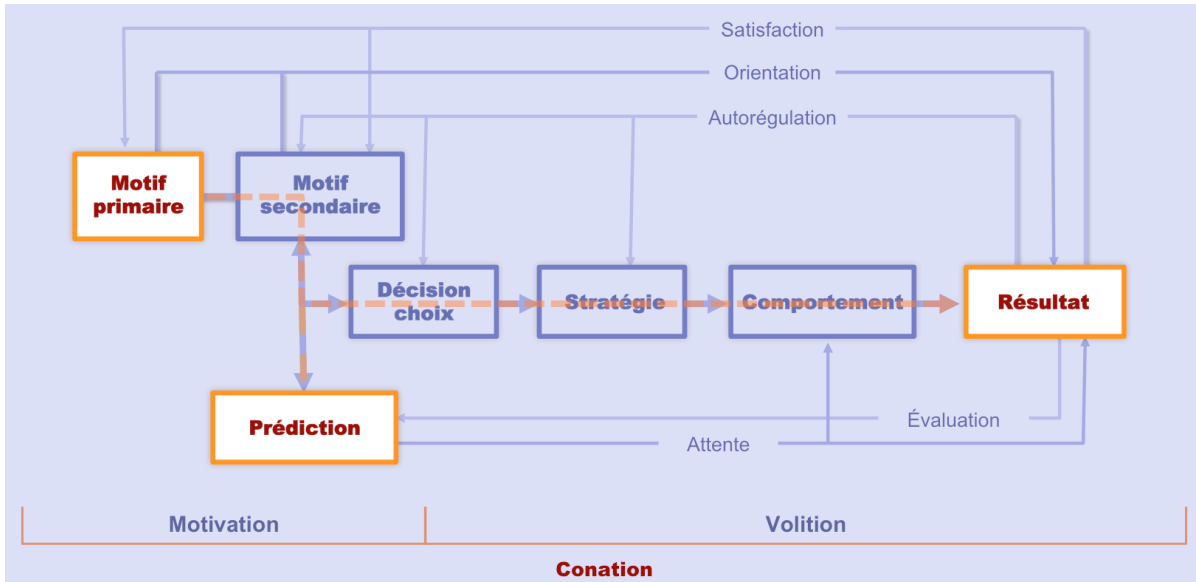 Satisfaction
Orientation
Autorégulation
Motif
primaire
Motif
secondaire
Décision
choix
Stratégie
Comportement
Résultat
Prédiction
Évaluation
Attente
Motivation
Volition
Conation